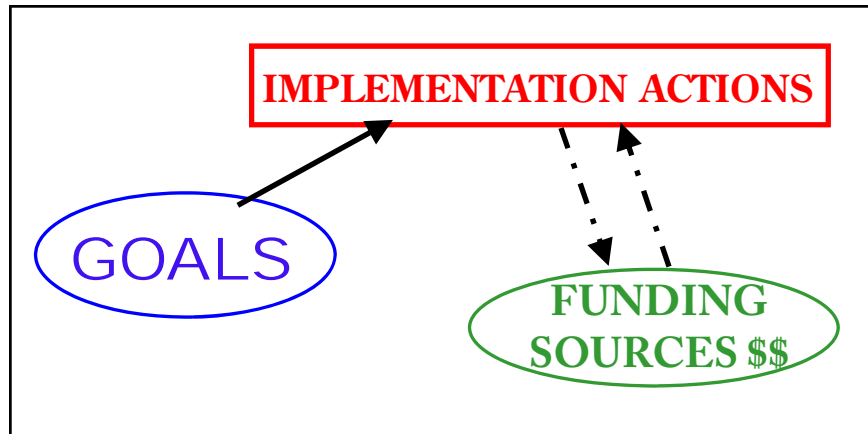 IMPLEMENTATION ACTIONS
GOALS
FUNDING
SOURCES $$